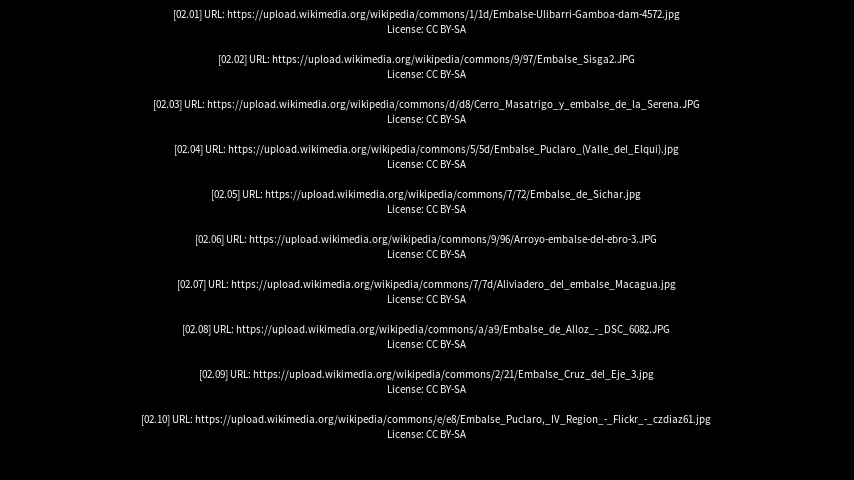 [02.01] URL: https://upload.wikimedia.org/wikipedia/commons/1/1d/Embalse-Ulibarri-Gamboa-dam-4572.jpg
License: CC BY-SA
[02.02] URL: https://upload.wikimedia.org/wikipedia/commons/9/97/Embalse_Sisga2.JPG
License: CC BY-SA
[02.03] URL: https://upload.wikimedia.org/wikipedia/commons/d/d8/Cerro_Masatrigo_y_embalse_de_la_Serena.JPG
License: CC BY-SA
[02.04] URL: https://upload.wikimedia.org/wikipedia/commons/5/5d/Embalse_Puclaro_(Valle_del_Elqui).jpg
License: CC BY-SA
[02.05] URL: https://upload.wikimedia.org/wikipedia/commons/7/72/Embalse_de_Sichar.jpg
License: CC BY-SA
[02.06] URL: https://upload.wikimedia.org/wikipedia/commons/9/96/Arroyo-embalse-del-ebro-3.JPG
License: CC BY-SA
[02.07] URL: https://upload.wikimedia.org/wikipedia/commons/7/7d/Aliviadero_del_embalse_Macagua.jpg
License: CC BY-SA
[02.08] URL: https://upload.wikimedia.org/wikipedia/commons/a/a9/Embalse_de_Alloz_-_DSC_6082.JPG
License: CC BY-SA
[02.09] URL: https://upload.wikimedia.org/wikipedia/commons/2/21/Embalse_Cruz_del_Eje_3.jpg
License: CC BY-SA
[02.10] URL: https://upload.wikimedia.org/wikipedia/commons/e/e8/Embalse_Puclaro,_IV_Region_-_Flickr_-_czdiaz61.jpg
License: CC BY-SA